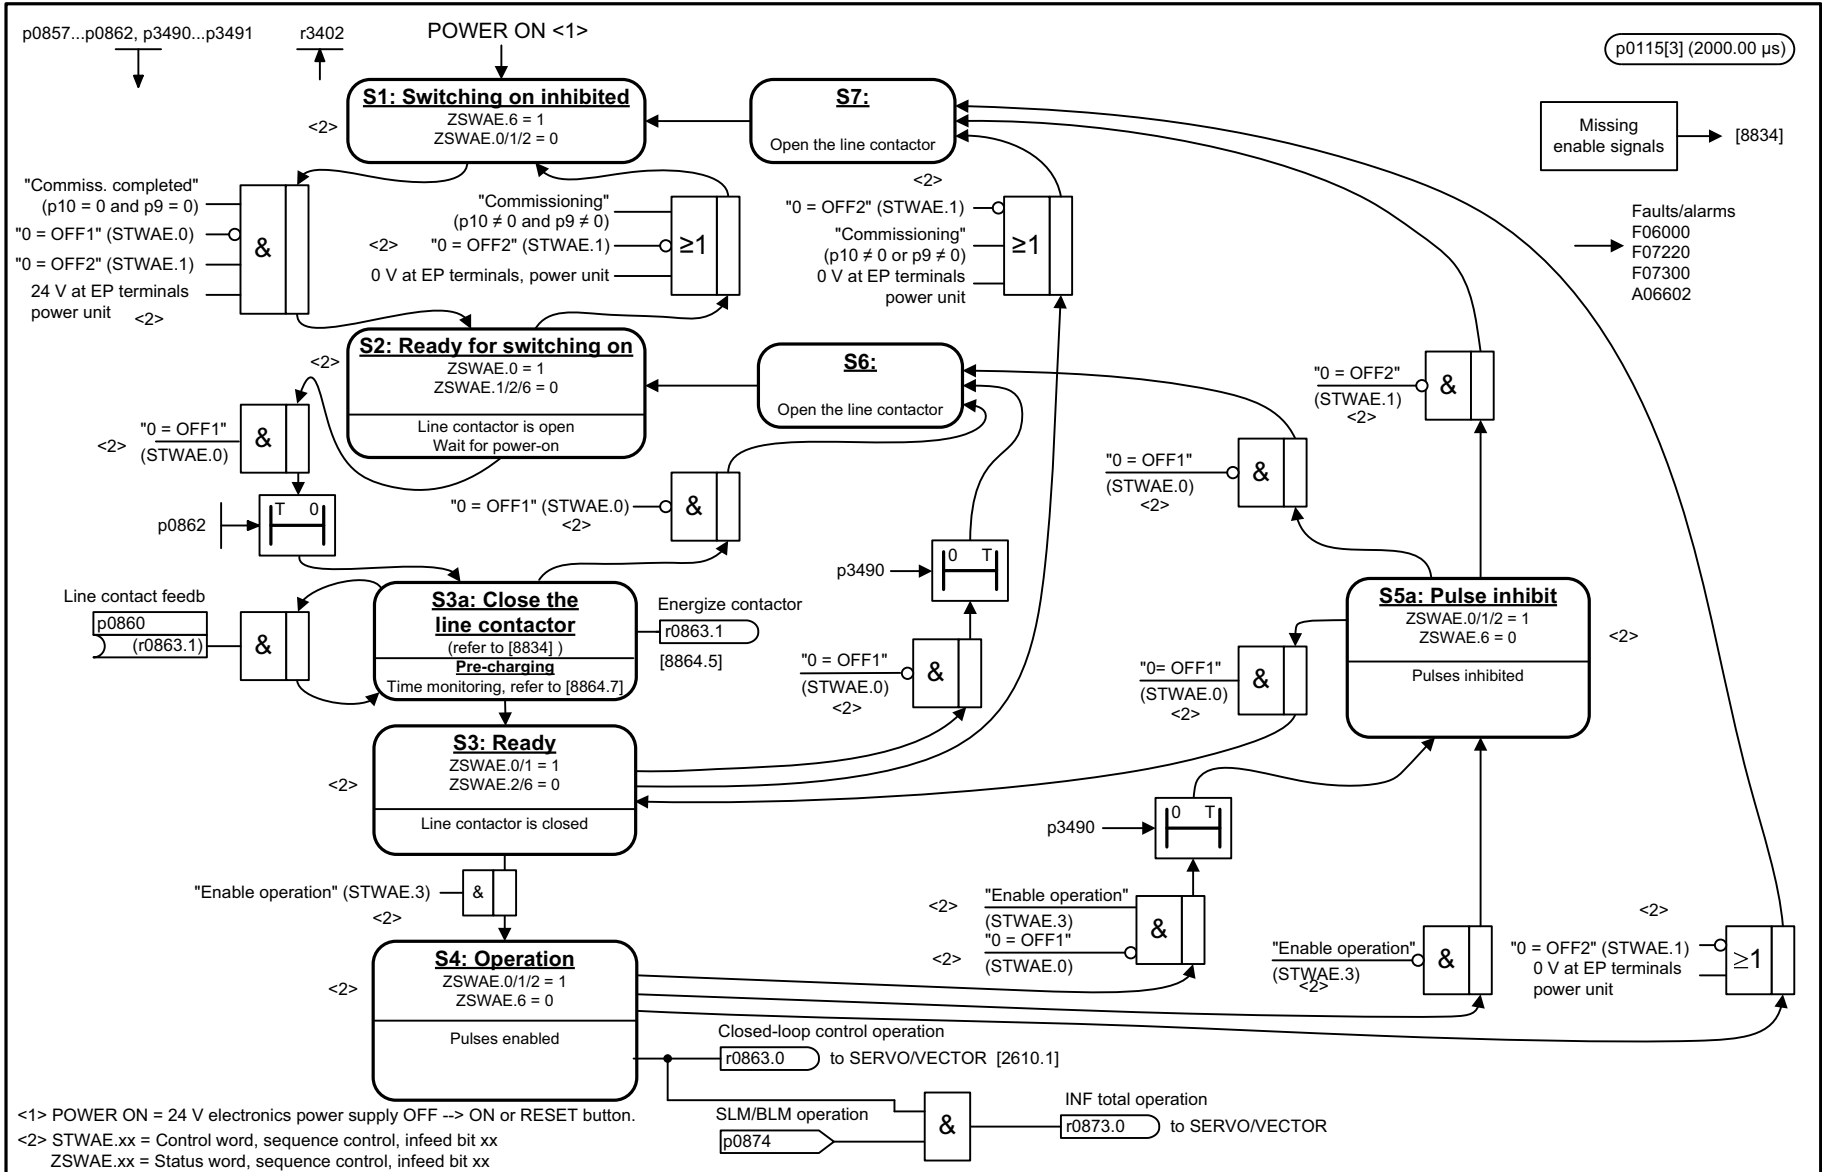 p0857...p0862, p3490...p3491
r3402
POWER ON <1>
p0115[3] (2000.00 µs)
S1: Switching on inhibited
ZSWAE.6 = 1
ZSWAE.0/1/2 = 0
<2>
S7:
Open the line contactor
Missing
enable signals
[8834]
"Commiss. completed"
(p10 = 0 and p9 = 0)
"0 = OFF1" (STWAE.0)
"0 = OFF2" (STWAE.1)
24 V at EP terminals
power unit
<2>
&
"Commissioning"
(p10 ≠ 0 and p9 ≠ 0)
<2>
"0 = OFF2" (STWAE.1)
0 V at EP terminals, power unit
≥1
<2>
"0 = OFF2" (STWAE.1)
"Commissioning"
(p10 ≠ 0 or p9 ≠ 0)
0 V at EP terminals
power unit
≥1
Faults/alarms
F06000
F07220
F07300
A06602
S2: Ready for switching on
ZSWAE.0 = 1
ZSWAE.1/2/6 = 0
Line contactor is open
Wait for power-on
<2>
S6:
Open the line contactor
"0 = OFF2"
(STWAE.1)
<2>
&
<2>
"0 = OFF1"
(STWAE.0)
&
"0 = OFF1"
(STWAE.0)
<2>
&
"0 = OFF1" (STWAE.0)
<2>
&
p0862
T 0
p3490
0 T
Line contact feedb
p0860
(r0863.1)
&
S3a: Close the
line contactor
(refer to [8834] )
Pre-charging
Time monitoring, refer to [8864.7]
Energize contactor
r0863.1
[8864.5]
"0 = OFF1"
(STWAE.0)
<2>
&
"0= OFF1"
(STWAE.0)
<2>
&
S5a: Pulse inhibit
ZSWAE.0/1/2 = 1
ZSWAE.6 = 0
Pulses inhibited
<2>
S3: Ready
ZSWAE.0/1 = 1
ZSWAE.2/6 = 0
Line contactor is closed
<2>
p3490
0 T
"Enable operation" (STWAE.3)
<2>
&
<2>
"Enable operation"
(STWAE.3)
"0 = OFF1"
<2>
(STWAE.0)
&
"Enable operation"
(STWAE.3)
<2>
&
<2>
"0 = OFF2" (STWAE.1)
0 V at EP terminals
power unit
≥1
S4: Operation
ZSWAE.0/1/2 = 1
ZSWAE.6 = 0
Pulses enabled
<2>
Closed-loop control operation
r0863.0
to SERVO/VECTOR [2610.1]
SLM/BLM operation
p0874
&
INF total operation
r0873.0
to SERVO/VECTOR
<1> POWER ON = 24 V electronics power supply OFF --> ON or RESET button.
<2> STWAE.xx = Control word, sequence control, infeed bit xx
ZSWAE.xx = Status word, sequence control, infeed bit xx